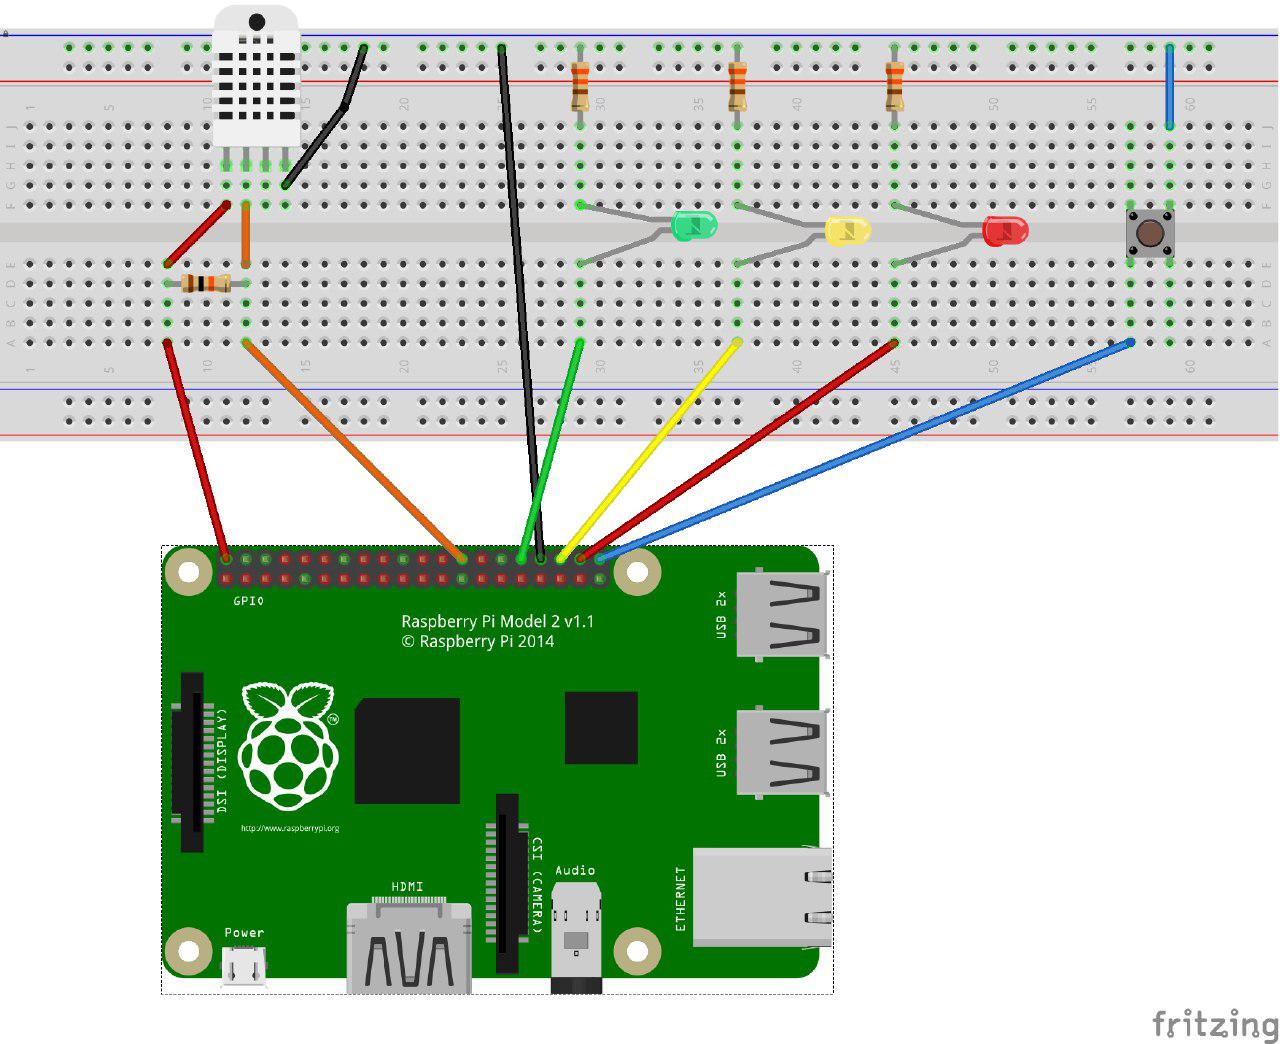 1 5 10 15 20 25 30 35 40 45 50 55 60
J J
I I
H H
G G
F F
E E
D D
C C
B B
A A
1 5 10 15 20 25 30 35 40 45 50 55 60
GPIO
Raspberry Pi Model 2 v1.1
© Raspberry Pi 2014
USB 2x
DSI (DISPLAY)
TM
USB 2x
http://www.raspberrypi.org
CSI (CAMERA)
Audio
HDMI
ETHERNET
Power
fritzing